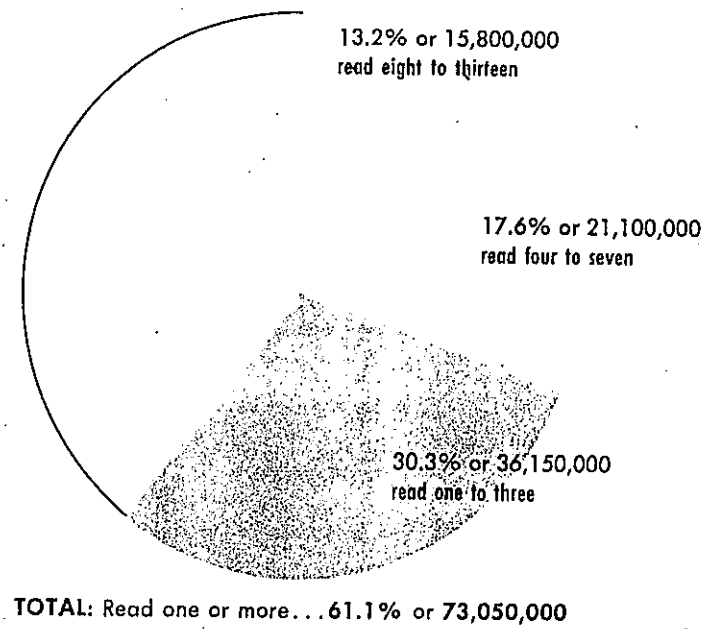 13.2% or 15,800,000
read eight to thirteen
17.6% or 21,100,000
read four to seven
30.3% or 36,150,000
read one to three
TOTAL: Read one or more...61.1% or 73,050,000